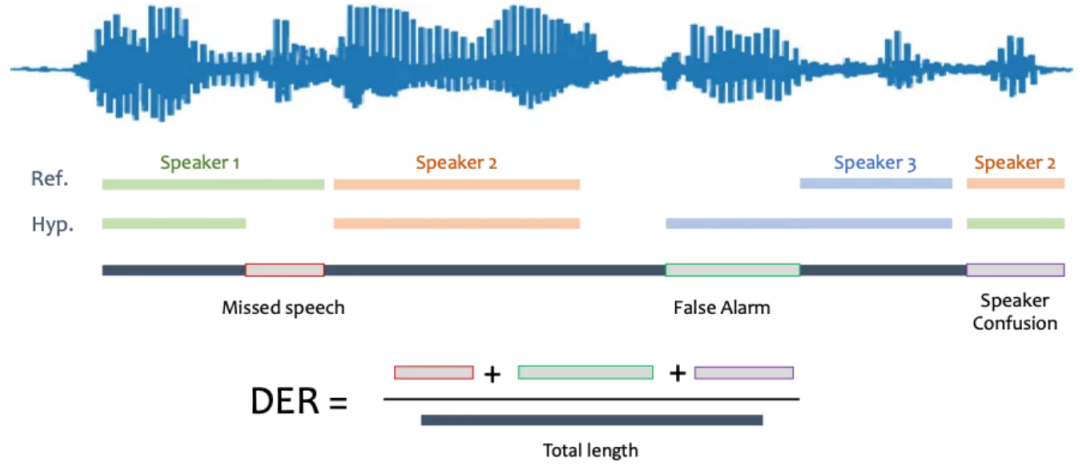 Speaker 1 Speaker 2 Speaker 3 Speaker 2
Ref.
Hyp.
Missed speech False Alarm Speaker
Confusion
+ +
DER =
Total length